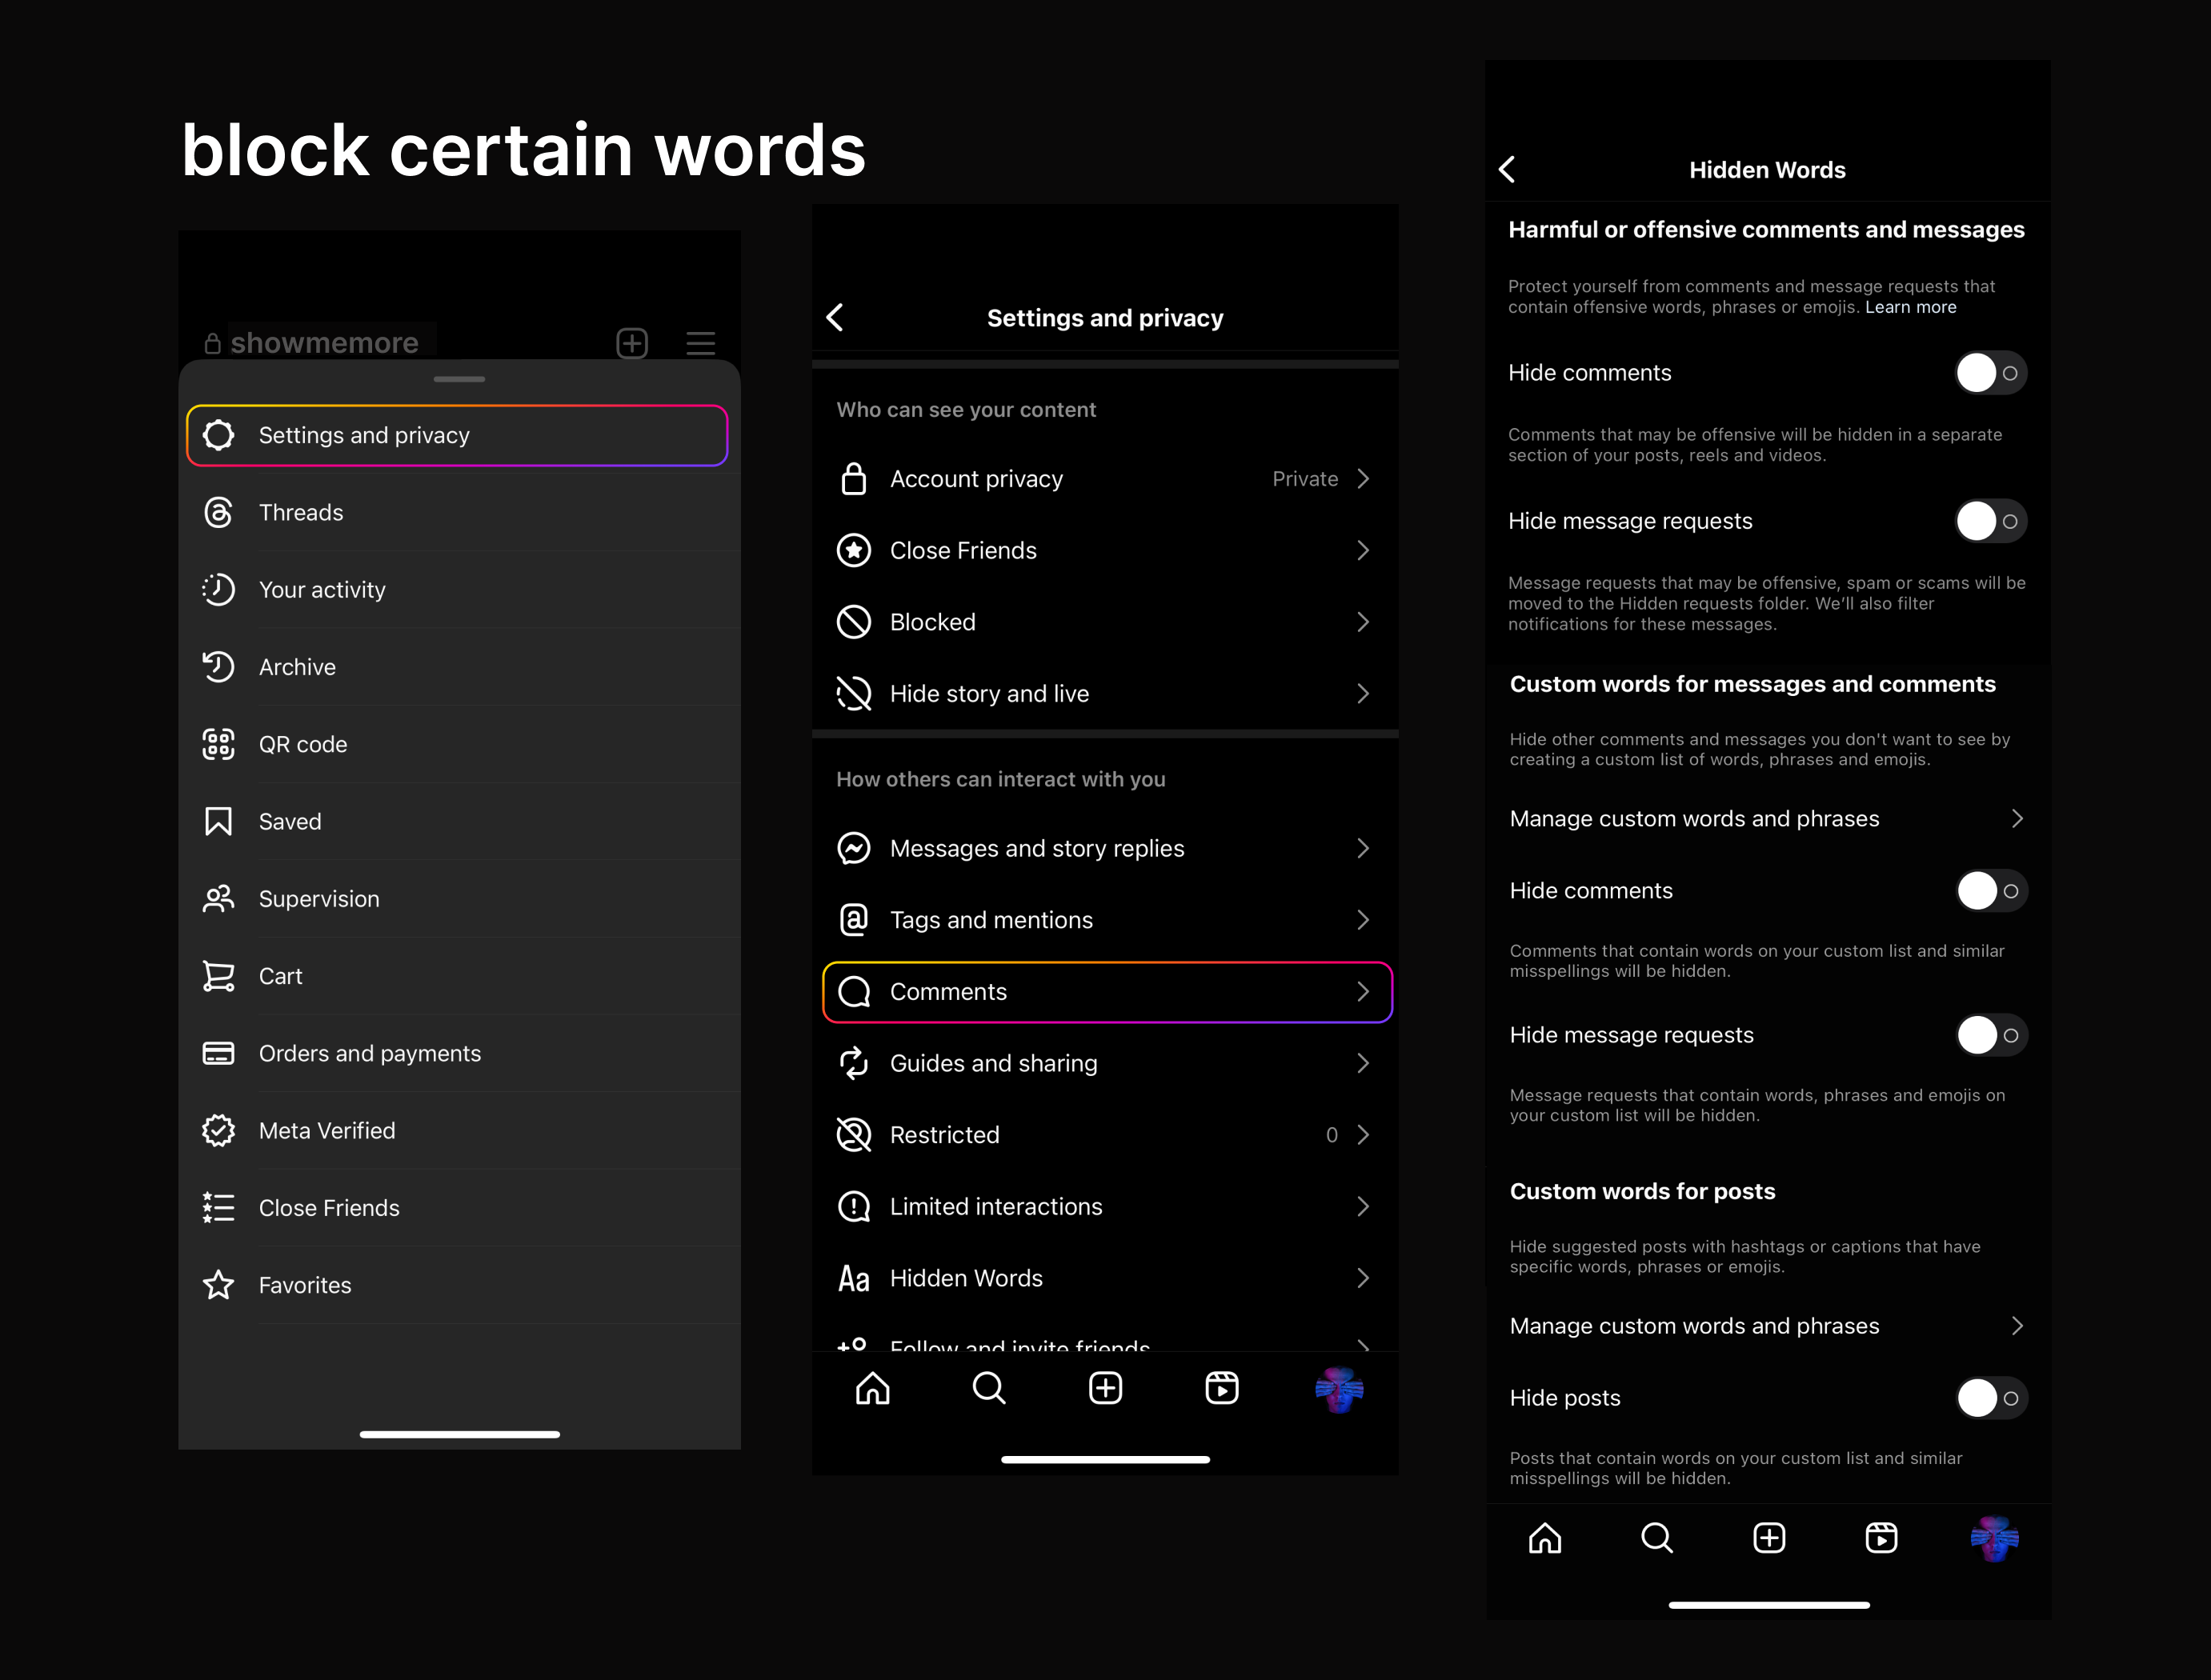 block certain words
showmemore
Settings and privacy
Threads
Your activity
Archive
QR code
Saved
Supervision
Cart
Orders and payments
Meta Verified
Close Friends
Favorites
Settings and privacy
Who can see your content
Account privacy Private
Close Friends
Blocked
Hide story and live
How others can interact with you
Messages and story replies
Tags and mentions
Comments
Guides and sharing
Restricted 0
Limited interactions
Aa Hidden Words
Follow and invite friends
Hidden Words
Harmful or offensive comments and messages
Protect yourself from comments and message requests that
contain offensive words, phrases or emojis. Learn more
Hide comments
Comments that may be offensive will be hidden in a separate
section of your posts, reels and videos.
Hide message requests
Message requests that may be offensive, spam or scams will be
moved to the Hidden requests folder. We’ll also filter
notifications for these messages.
Custom words for messages and comments
Hide other comments and messages you don't want to see by
creating a custom list of words, phrases and emojis.
Manage custom words and phrases
Hide comments
Comments that contain words on your custom list and similar
misspellings will be hidden.
Hide message requests
Message requests that contain words, phrases and emojis on
your custom list will be hidden.
Custom words for posts
Hide suggested posts with hashtags or captions that have
specific words, phrases or emojis.
Manage custom words and phrases
Hide posts
Posts that contain words on your custom list and similar
misspellings will be hidden.